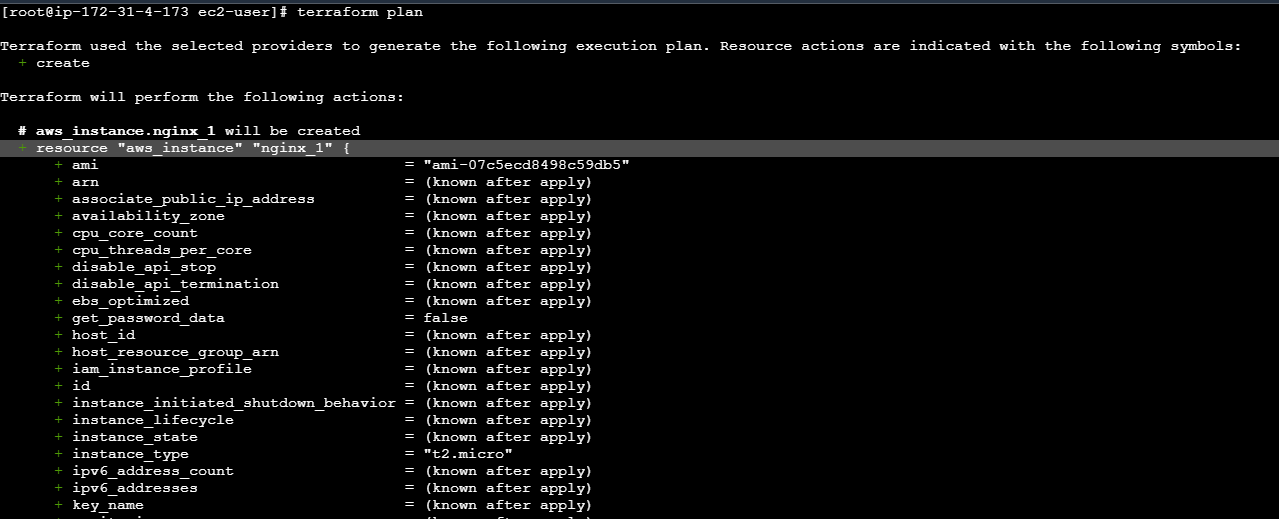 [root@ip-172-31-4-173 ec2-user]# terraform plan
Terraform used the selected providers to generate the following execution plan. Resource actions are indicated with the following symbols:
+ create
Terraform will perform the following actions:
# aws_instance.nginx_1 will be created
+ resource "aws_instance" "nginx_1" {
+ ami = "ami-07c5ecd8498c59db5"
+ arn = (known after apply)
+ associate_public_ip_address = (known after apply)
+ availability_zone = (known after apply)
+ cpu_core_count = (known after apply)
+ cpu_threads_per_core = (known after apply)
+ disable_api_stop = (known after apply)
+ disable_api_termination = (known after apply)
+ ebs_optimized = (known after apply)
+ get_password_data = false
+ host_id = (known after apply)
+ host_resource_group_arn = (known after apply)
+ iam_instance_profile = (known after apply)
+ id = (known after apply)
+ instance_initiated_shutdown_behavior = (known after apply)
+ instance_lifecycle = (known after apply)
+ instance_state = (known after apply)
+ instance_type = "t2.micro"
+ ipv6_address_count = (known after apply)
+ ipv6_addresses = (known after apply)
+ key_name = (known after apply)